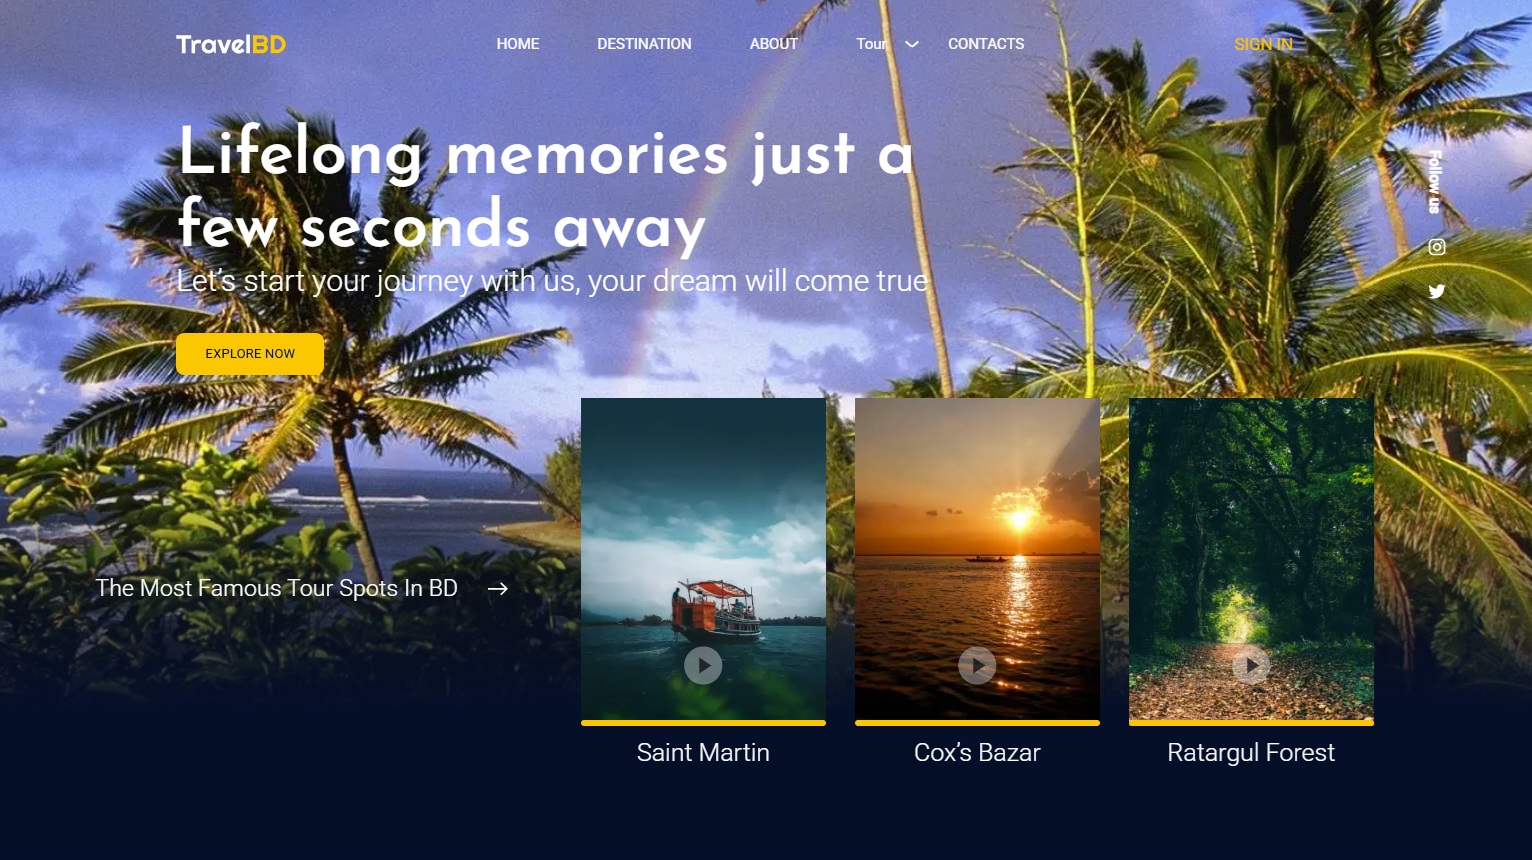 TravelBD
HOME
DESTINATION
ABOUT
Tour
CONTACTS
SIGN IN
Lifelong memories just a
few seconds away
Let’s start your journey with us, your dream will come true
Follow us
EXPLORE NOW
The Most Famous Tour Spots In BD
Saint Martin
Cox’s Bazar
Ratargul Forest